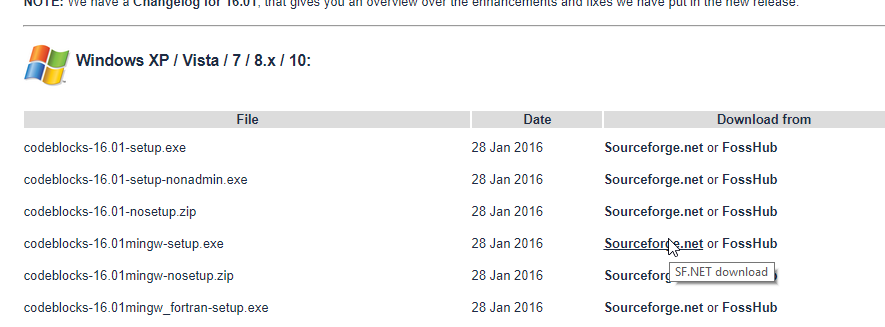 NOTE: We have a Changelog for 16.01, that gives you an overview over the enhancements and fixes we have put in the new release.
Windows XP / Vista / 7 / 8.x / 10:
File Date Download from
codeblocks-16.01-setup.exe 28 Jan 2016 Sourceforge.net or FossHub
codeblocks-16.01-setup-nonadmin.exe 28 Jan 2016 Sourceforge.net or FossHub
codeblocks-16.01-nosetup.zip 28 Jan 2016 Sourceforge.net or FossHub
codeblocks-16.01mingw-setup.exe 28 Jan 2016 Sourceforge.net or FossHub
SF.NET download
codeblocks-16.01mingw-nosetup.zip 28 Jan 2016 FossHub
codeblocks-16.01mingw_fortran-setup.exe 28 Jan 2016 Sourceforge.net or FossHub